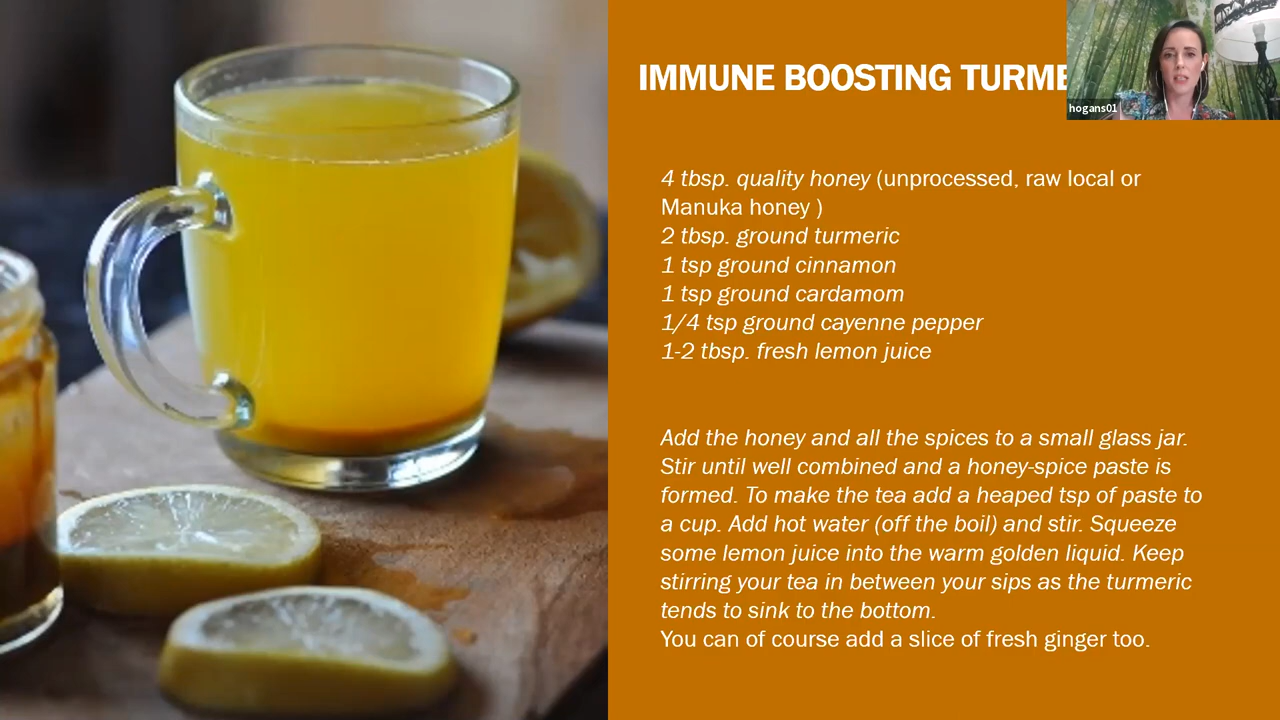 IMMUNE BOOSTING
hogans01
4 tbsp. quality honey (unprocessed, raw local or
Manuka honey )
2 tbsp. ground turmeric
1 tsp ground cinnamon
1 tsp ground cardamom
1/4 tsp ground cayenne pepper
1-2 tbsp. fresh lemon juice
Add the honey and all the spices to a small glass jar.
Stir until well combined and a honey-spice paste is
formed. To make the tea add a heaped tsp of paste to
a cup. Add hot water (off the boil) and stir. Squeeze
some lemon juice into the warm golden liquid. Keep
stirring your tea in between your sips as the turmeric
tends to sink to the bottom.
You can of course add a slice of fresh ginger too.